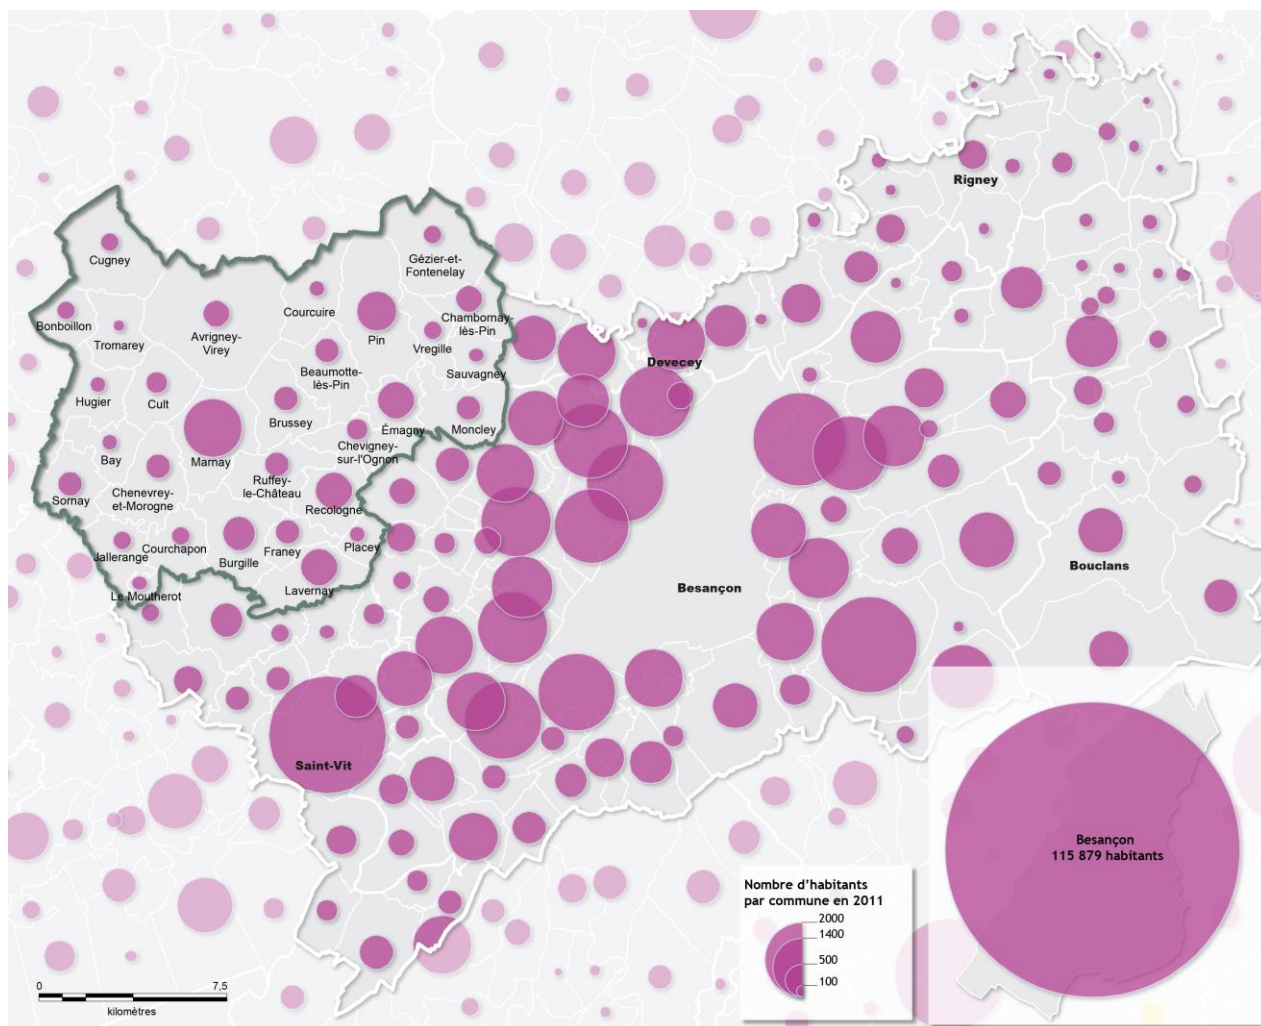 Rigney
Cugney
Gézier-et-
Fontenelay
Courcuire
Bonboillon
Tromarey
Avrigney-
Virey
Pin
Chambornay-
lès-Pin
Vregille
Sauvagney
Devecey
Beaumotte-
lès-Pin
Hugier
Cult
Brussey
Émagny
Moncley
Bay
Marnay
Chevigney-
sur-l'Ognon
Sornay
Chenevrey-
et-Morogne
Ruffey-
le-Château
Recologne
Jallerange
Courchapon
Burgille
Franey
Placey
Le Moutherot
Lavernay
Besançon
Bouclans
Saint-Vit
Besançon
115 879 habitants
Nombre d'habitants
par commune en 2011
2000
1400
500
100
0 7,5
kilomètres